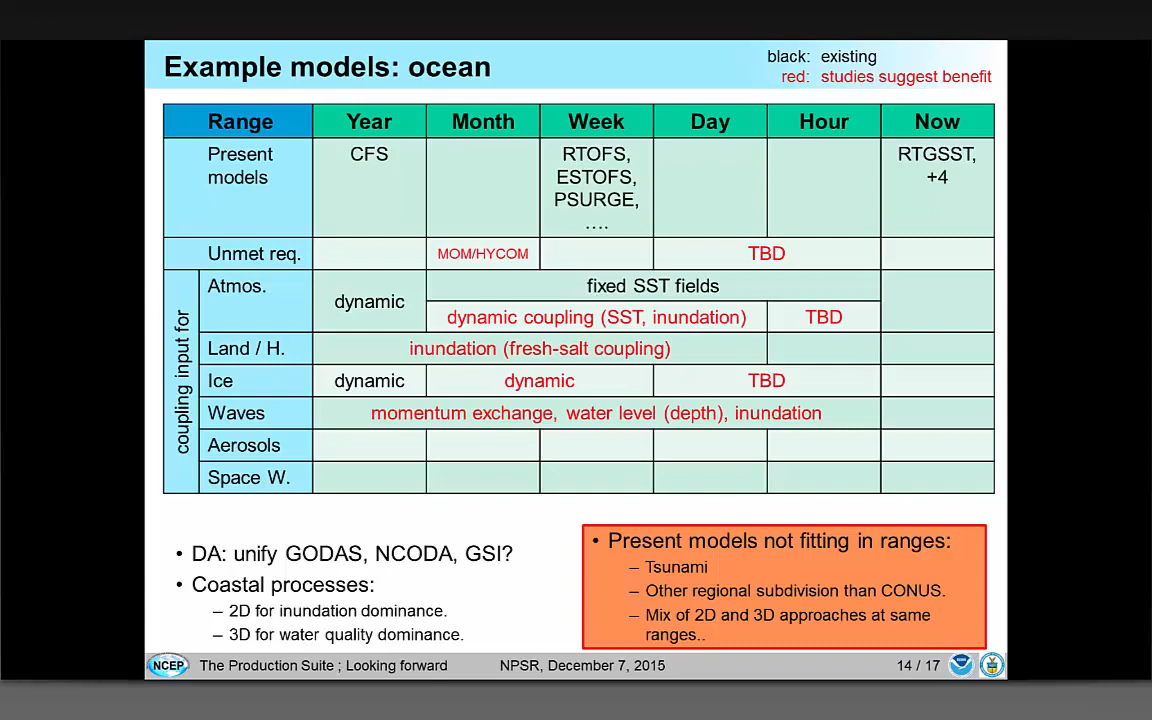 Example models: ocean
black: existing
red: studies suggest benefit
Range Year Month Week Day Hour Now
Present models CFS RTOFS, ESTOFS, PSURGE, …. RTGSST, +4
Unmet req. MOM/HYCOM TBD
coupling input for
Atmos. dynamic fixed SST fields
dynamic coupling (SST, inundation) TBD
Land / H. inundation (fresh-salt coupling)
Ice dynamic dynamic TBD
Waves momentum exchange, water level (depth), inundation
Aerosols
Space W.
• DA: unify GODAS, NCODA, GSI?
• Coastal processes:
– 2D for inundation dominance.
– 3D for water quality dominance.
• Present models not fitting in ranges:
– Tsunami
– Other regional subdivision than CONUS.
– Mix of 2D and 3D approaches at same
ranges..
NCEP The Production Suite ; Looking forward NPSR, December 7, 2015 14 / 17